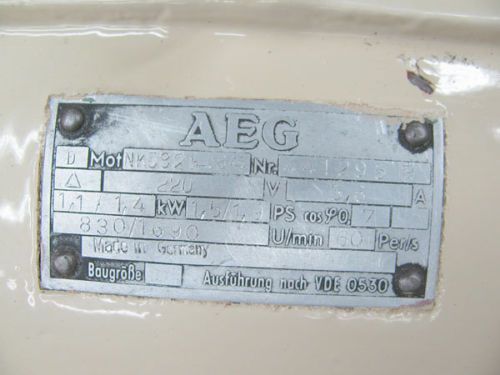 AEG
D Mot Nr.
△ 220 V A
1,1/1,4 kW 1,5/1,9 PS cos φ 0,7
830/1690 U/min 60 Per/s
Made in Germany
Baugröße Ausführung nach VDE 0530